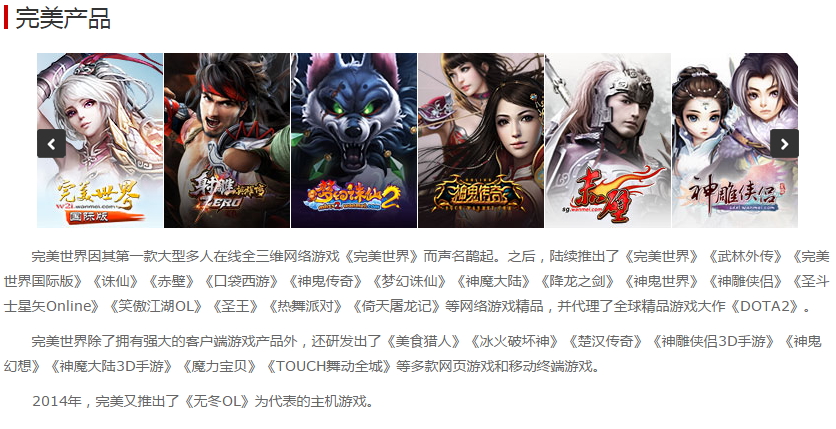 完美产品
完美世界
w2i.wanmei.com
国际版
射雕英雄传
ZERO
梦幻诛仙2
神鬼传奇
赤壁
sg.wanmei.com
神雕侠侣
完美世界因其第一款大型多人在线全三维网络游戏《完美世界》而声名鹊起。之后，陆续推出了《完美世界》《武林外传》《完美
世界国际版》《诛仙》《赤壁》《口袋西游》《神鬼传奇》《梦幻诛仙》《神魔大陆》《降龙之剑》《神鬼世界》《神雕侠侣》《圣斗
士星矢Online》《笑傲江湖OL》《圣王》《热舞派对》《倚天屠龙记》等网络游戏精品，并代理了全球精品游戏大作《DOTA2》。
完美世界除了拥有强大的客户端游戏产品外，还研发出了《美食猎人》《冰火破坏神》《楚汉传奇》《神雕侠侣3D手游》《神鬼
幻想》《神魔大陆3D手游》《魔力宝贝》《TOUCH舞动全城》等多款网页游戏和移动终端游戏。
2014年，完美又推出了《无冬OL》为代表的主机游戏。